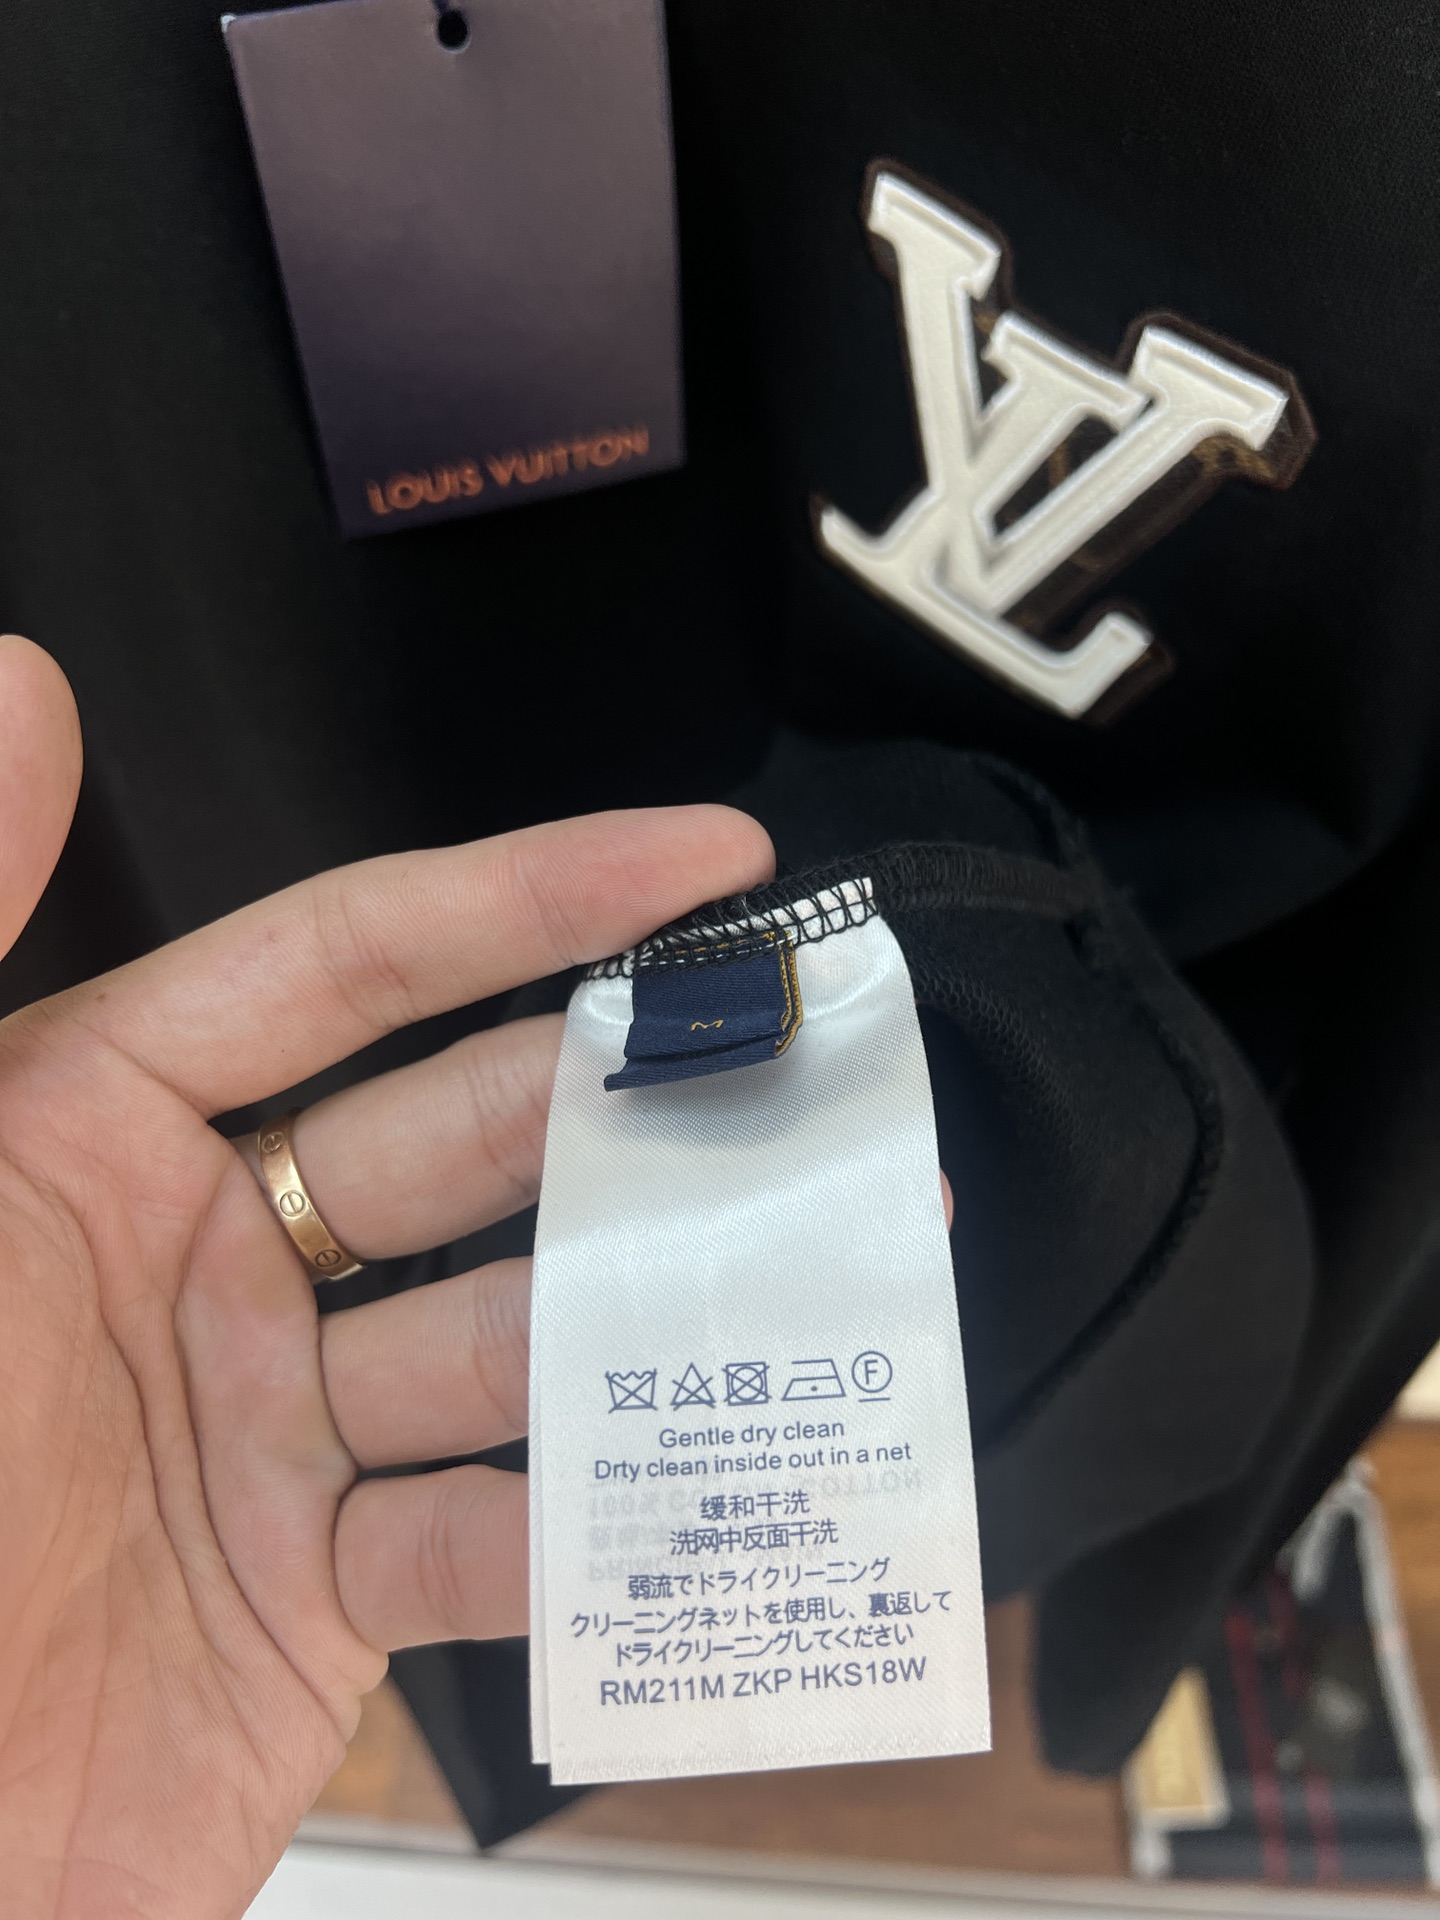 LOUIS VUITTON
LV
M
F
Gentle dry clean
Drty clean inside out in a net
缓和干洗
洗网中反面干洗
弱流でドライクリーニング
クリーニングネットを使用し、裏返して
ドライクリーニングしてください
RM211M ZKP HKS18W